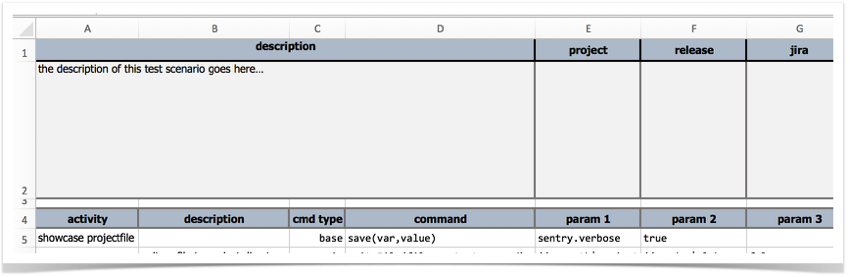 A B C D E F G
1 description project release jira
the description of this test scenario goes here...
2
3
4 activity description cmd type command param 1 param 2 param 3
5 showcase projectfile base save(var,value) sentry.verbose true